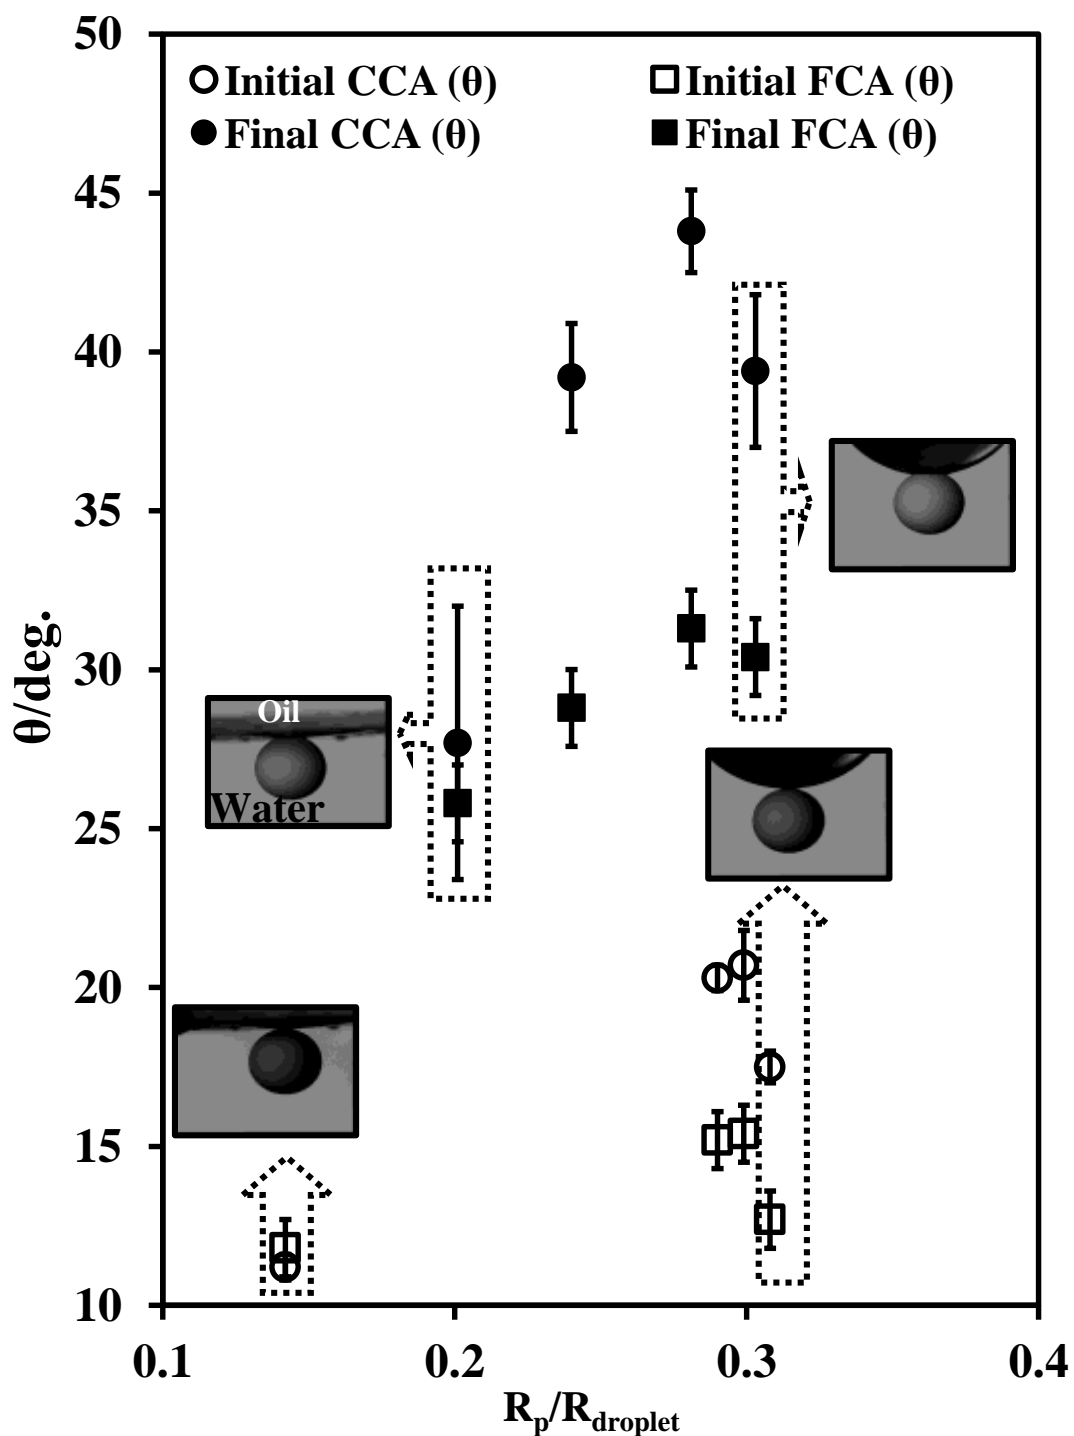 50
Initial CCA (θ) Initial FCA (θ)
Final CCA (θ) Final FCA (θ)
45
40
35
30
Oil
θ/deg.
Water
25
20
15
10
0.1 0.2 0.3 0.4
Rp/Rdroplet